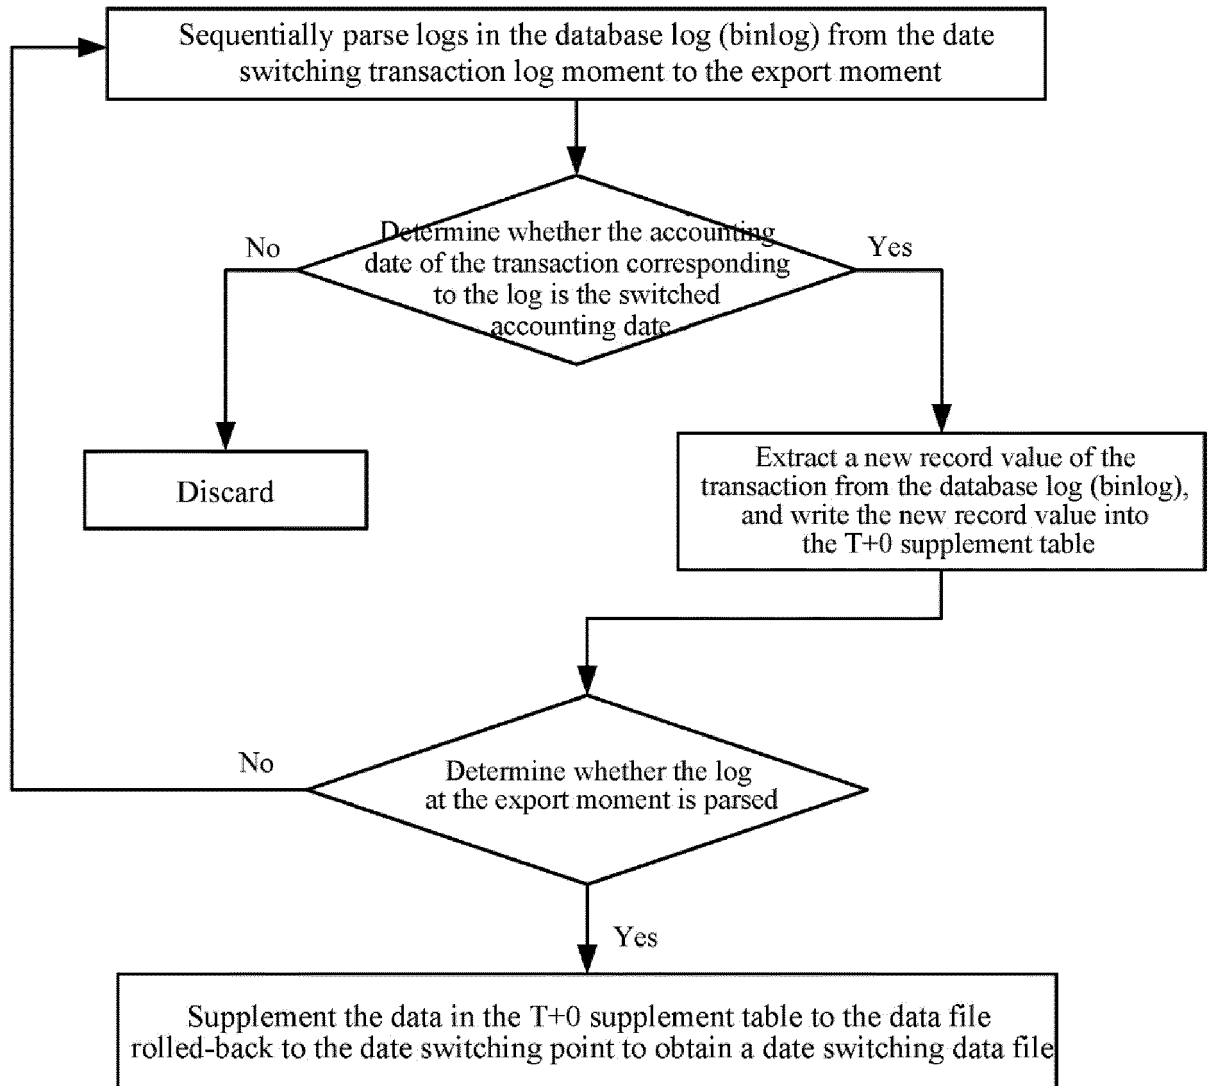 Sequentially parse logs in the database log (binlog) from the date
switching transaction log moment to the export moment
Determine whether the accounting
date of the transaction corresponding
to the log is the switched
accounting date
No
Yes
Discard
Extract a new record value of the
transaction from the database log (binlog),
and write the new record value into
the T+0 supplement table
Determine whether the log
at the export moment is parsed
No
Yes
Supplement the data in the T+0 supplement table to the data file
rolled-back to the date switching point to obtain a date switching data file